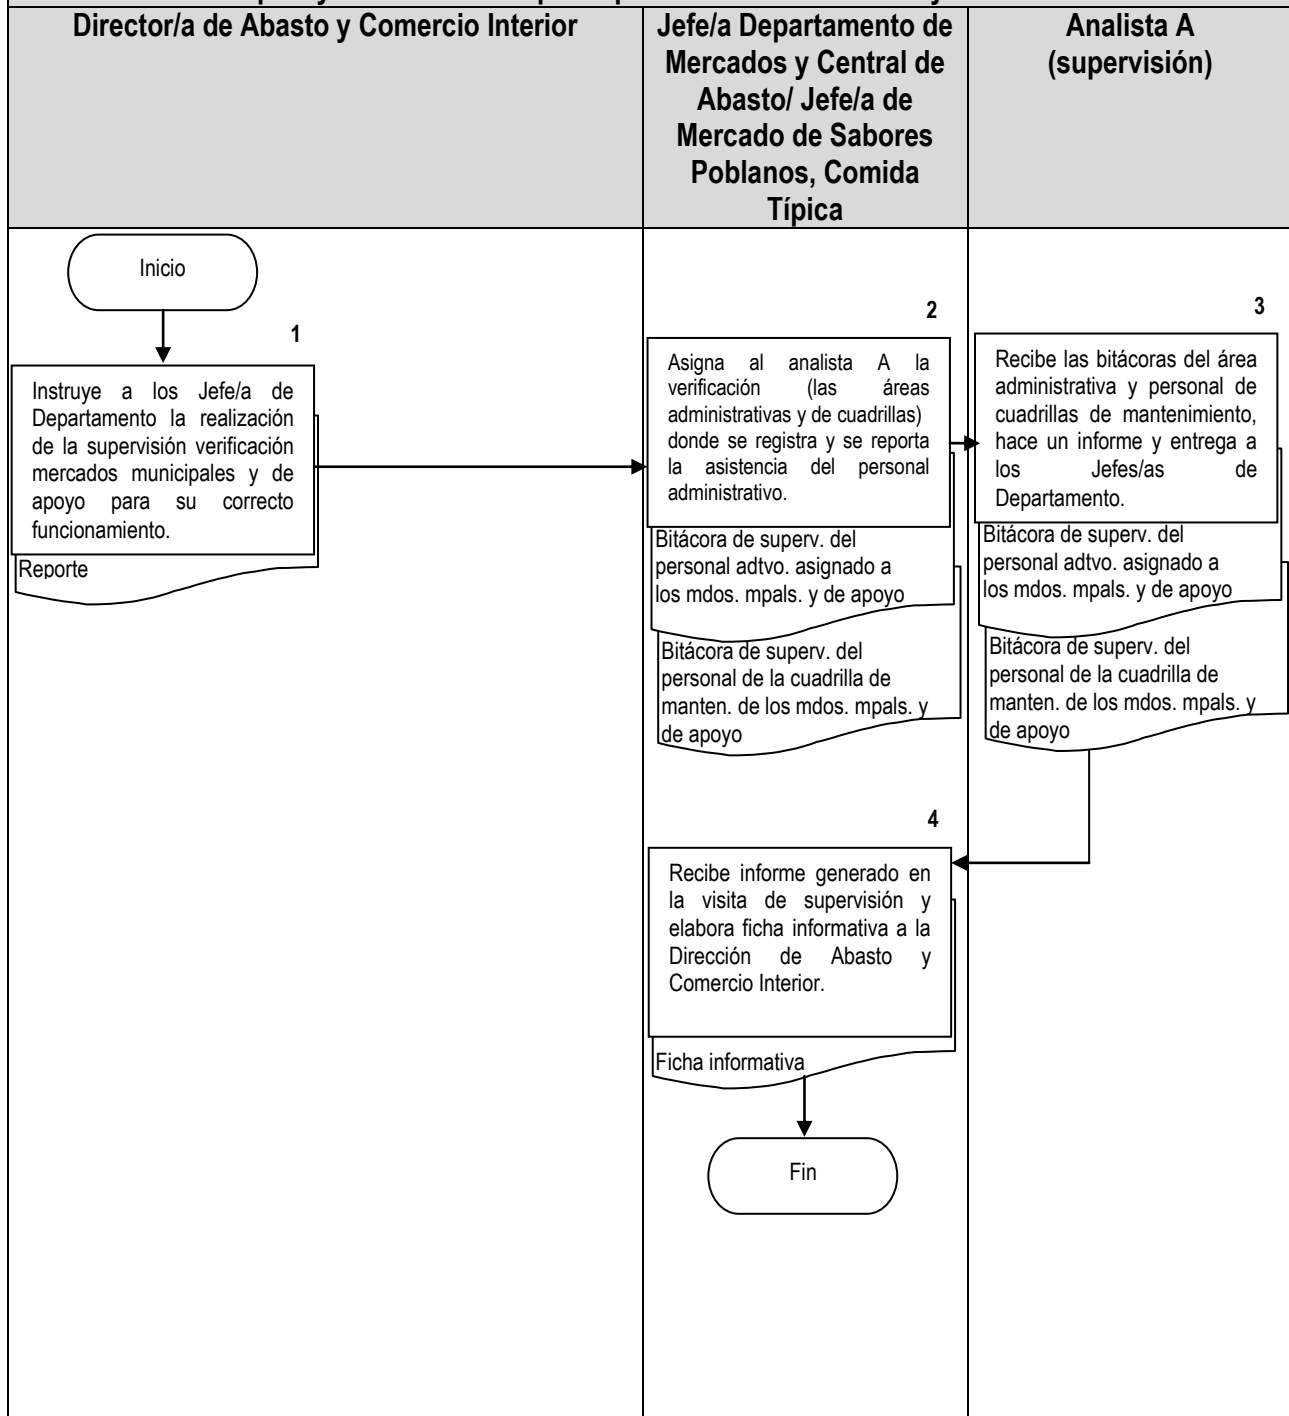 Director/a de Abasto y Comercio Interior
Jefe/a Departamento de
Mercados y Central de
Abasto/ Jefe/a de
Mercado de Sabores
Poblanos, Comida
Típica
Analista A
(supervisión)
Inicio
1
Instruye a los Jefe/a de
Departamento la realización
de la supervisión verificación
mercados municipales y de
apoyo para su correcto
funcionamiento.
Reporte
2
Asigna al analista A la
verificación (las áreas
administrativas y de cuadrillas)
donde se registra y se reporta
la asistencia del personal
administrativo.
Bitácora de superv. del
personal adtvo. asignado a
los mdos. mpals. y de apoyo
Bitácora de superv. del
personal de la cuadrilla de
manten. de los mdos. mpals. y
de apoyo
3
Recibe las bitácoras del área
administrativa y personal de
cuadrillas de mantenimiento,
hace un informe y entrega a
los Jefes/as de
Departamento.
Bitácora de superv. del
personal adtvo. asignado a
los mdos. mpals. y de apoyo
Bitácora de superv. del
personal de la cuadrilla de
manten. de los mdos. mpals. y
de apoyo
4
Recibe informe generado en
la visita de supervisión y
elabora ficha informativa a la
Dirección de Abasto y
Comercio Interior.
Ficha informativa
Fin